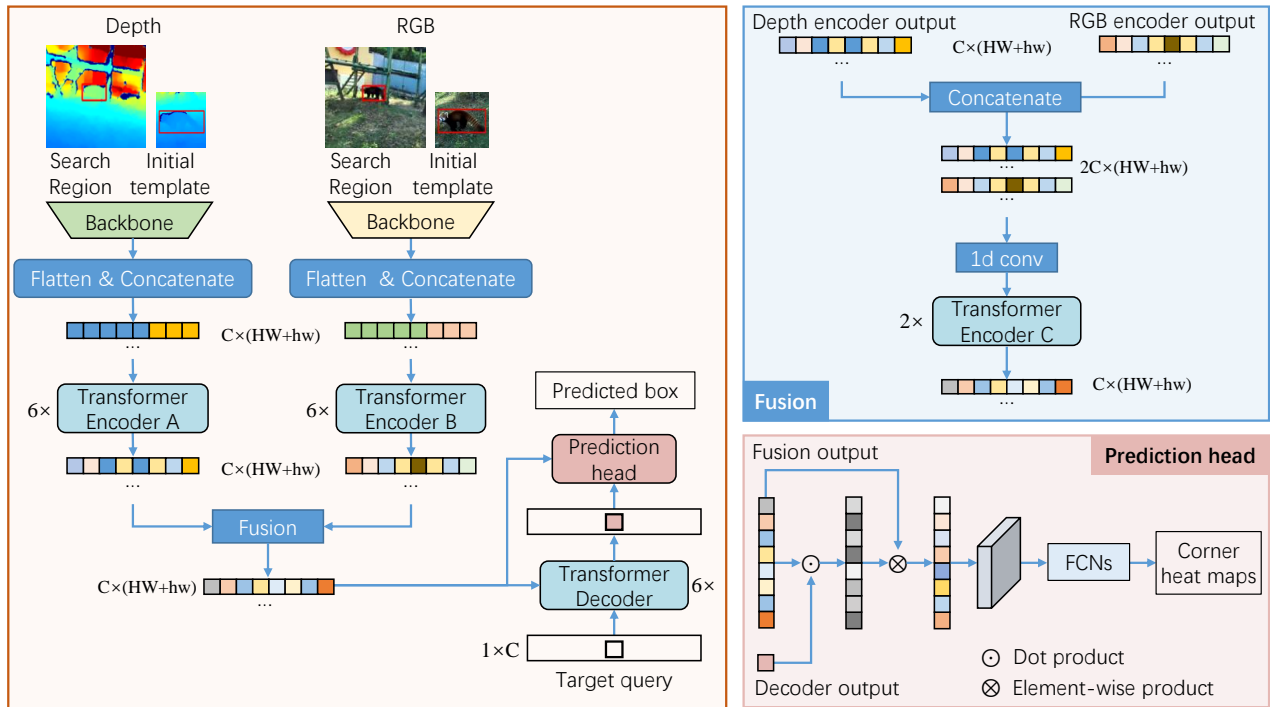 Depth
RGB
Search
Region
Initial
template
Search
Region
Initial
template
Backbone
Backbone
Flatten & Concatenate
Flatten & Concatenate
C×(HW+hw)
...
...
6×
Transformer
Encoder A
6×
Transformer
Encoder B
C×(HW+hw)
...
...
Fusion
C×(HW+hw)
...
Predicted box
Prediction
head
Transformer
Decoder
6×
1×C
Target query
Depth encoder output
RGB encoder output
C×(HW+hw)
...
...
Concatenate
...
2C×(HW+hw)
...
1d conv
2×
Transformer
Encoder C
C×(HW+hw)
...
Fusion
Fusion output
Prediction head
FCNs
Corner
heat maps
Decoder output
⊙ Dot product
⊗ Element-wise product